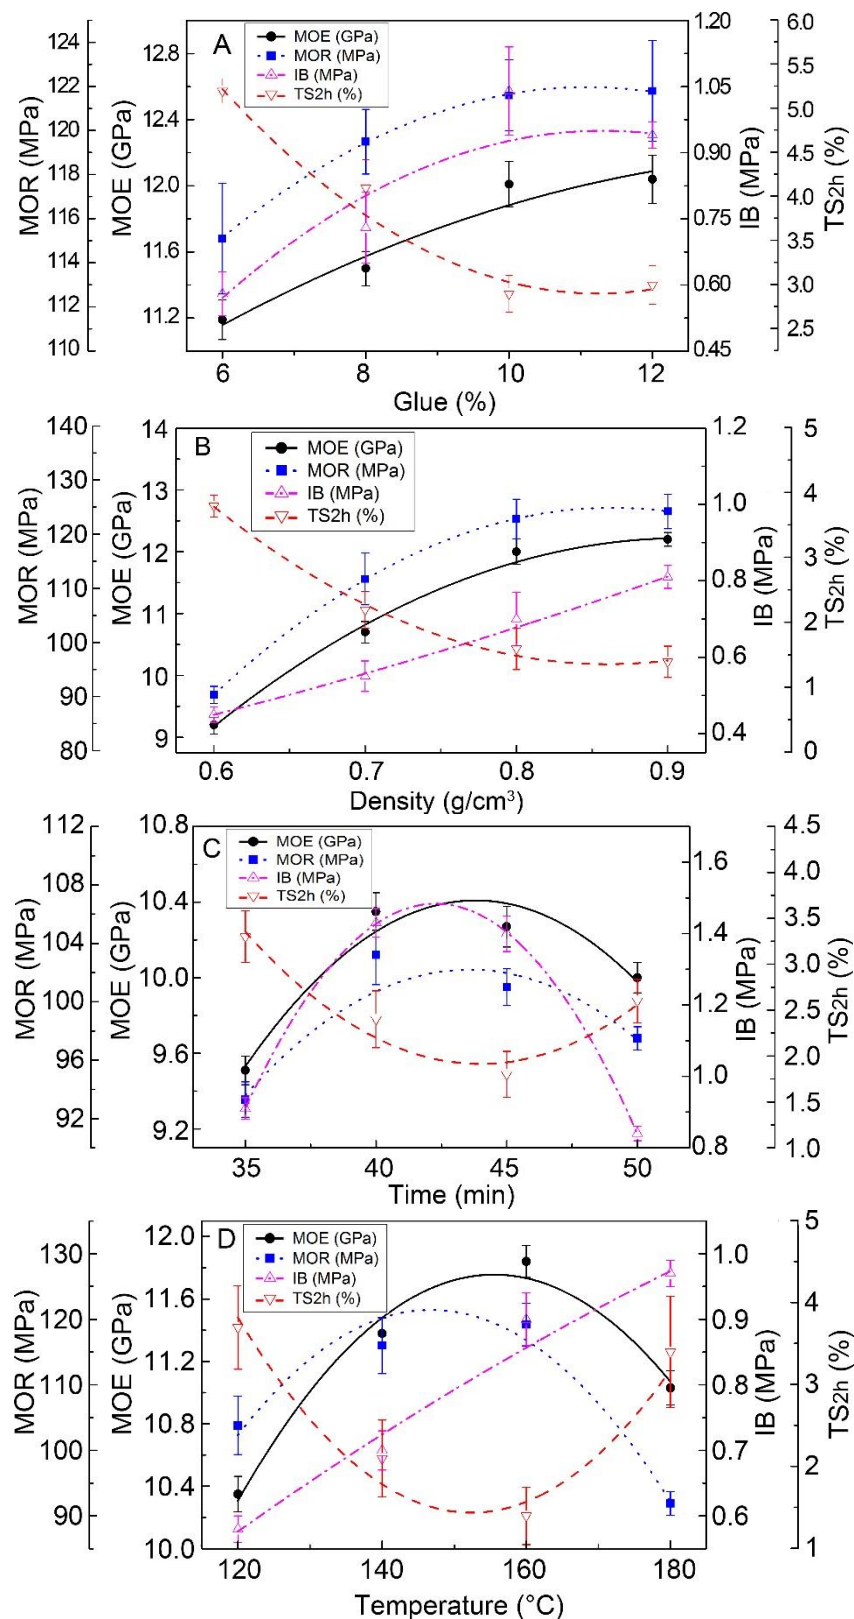 A
MOE (GPa)
MOR (MPa)
IB (MPa)
TS2h (%)
124
122
120
118
116
114
112
110
MOR (MPa)
12.8
12.4
12.0
11.6
11.2
MOE (GPa)
1.20
1.05
0.90
0.75
0.60
0.45
IB (MPa)
6.0
5.5
5.0
4.5
4.0
3.5
3.0
2.5
TS2h (%)
6 8 10 12
Glue (%)
B
MOE (GPa)
MOR (MPa)
IB (MPa)
TS2h (%)
140
130
120
110
100
90
80
MOR (MPa)
14
13
12
11
10
9
MOE (GPa)
1.2
1.0
0.8
0.6
0.4
IB (MPa)
5
4
3
2
1
0
TS2h (%)
0.6 0.7 0.8 0.9
Density (g/cm³)
C
MOE (GPa)
MOR (MPa)
IB (MPa)
TS2h (%)
112
108
104
100
96
92
MOR (MPa)
10.8
10.4
10.0
9.6
9.2
MOE (GPa)
1.6
1.4
1.2
1.0
0.8
IB (MPa)
4.5
4.0
3.5
3.0
2.5
2.0
1.5
1.0
TS2h (%)
35 40 45 50
Time (min)
D
MOE (GPa)
MOR (MPa)
IB (MPa)
TS2h (%)
130
120
110
100
90
MOR (MPa)
12.0
11.6
11.2
10.8
10.4
10.0
MOE (GPa)
1.0
0.9
0.8
0.7
0.6
IB (MPa)
5
4
3
2
1
TS2h (%)
120 140 160 180
Temperature (°C)